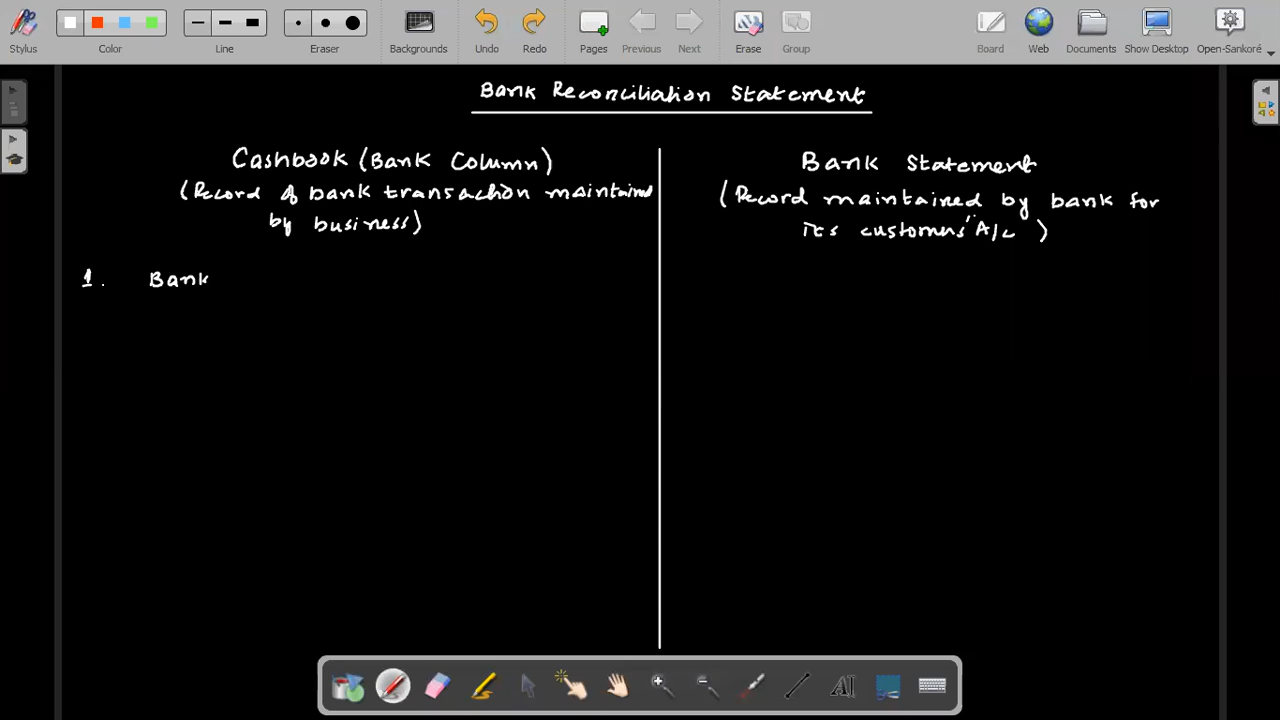 Stylus
Color
Line
Eraser
Backgrounds
Undo
Redo
Pages
Previous
Next
Erase
Group
Board
Web
Documents
Show Desktop
Open-Sankoré
Bank Reconciliation Statement
Cashbook (Bank Column)
(Record of bank transaction maintained
by business)
Bank Statement
(Record maintained by bank for
its customers' A/c )
1. Bank
AI